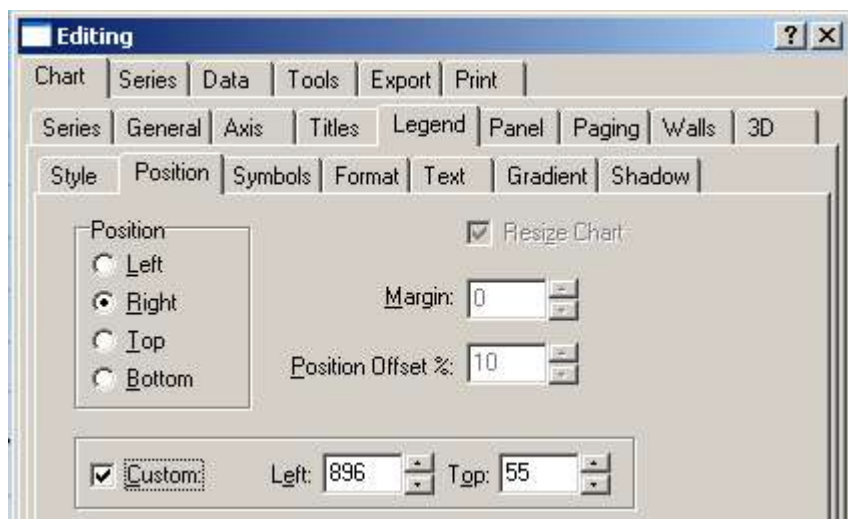 Editing
Chart Series Data Tools Export Print
Series General Axis Titles Legend Panel Paging Walls 3D
Style Position Symbols Format Text Gradient Shadow
Position
Left
Right
Top
Bottom
Resize Chart
Margin: 0
Position Offset %: 10
Custom: Left: 896 Top: 55